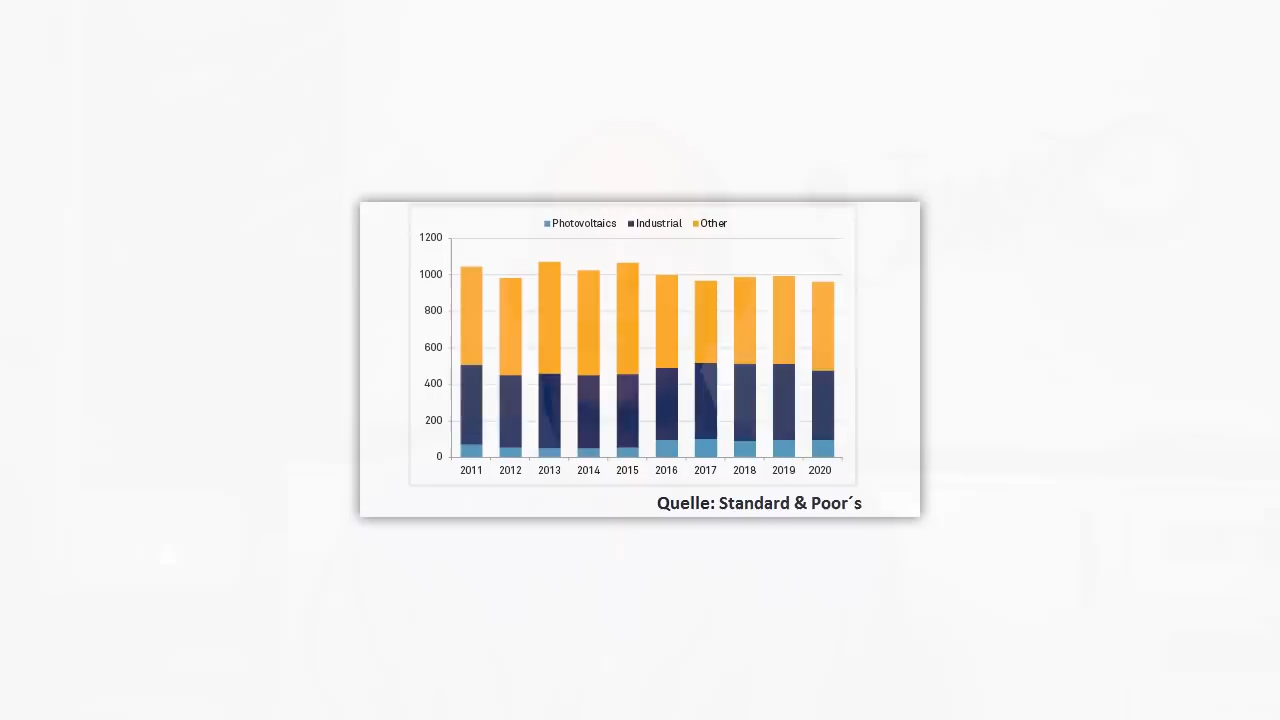 Photovoltaics Industrial Other
1200
1000
800
600
400
200
0
2011 2012 2013 2014 2015 2016 2017 2018 2019 2020
Quelle: Standard & Poor´s